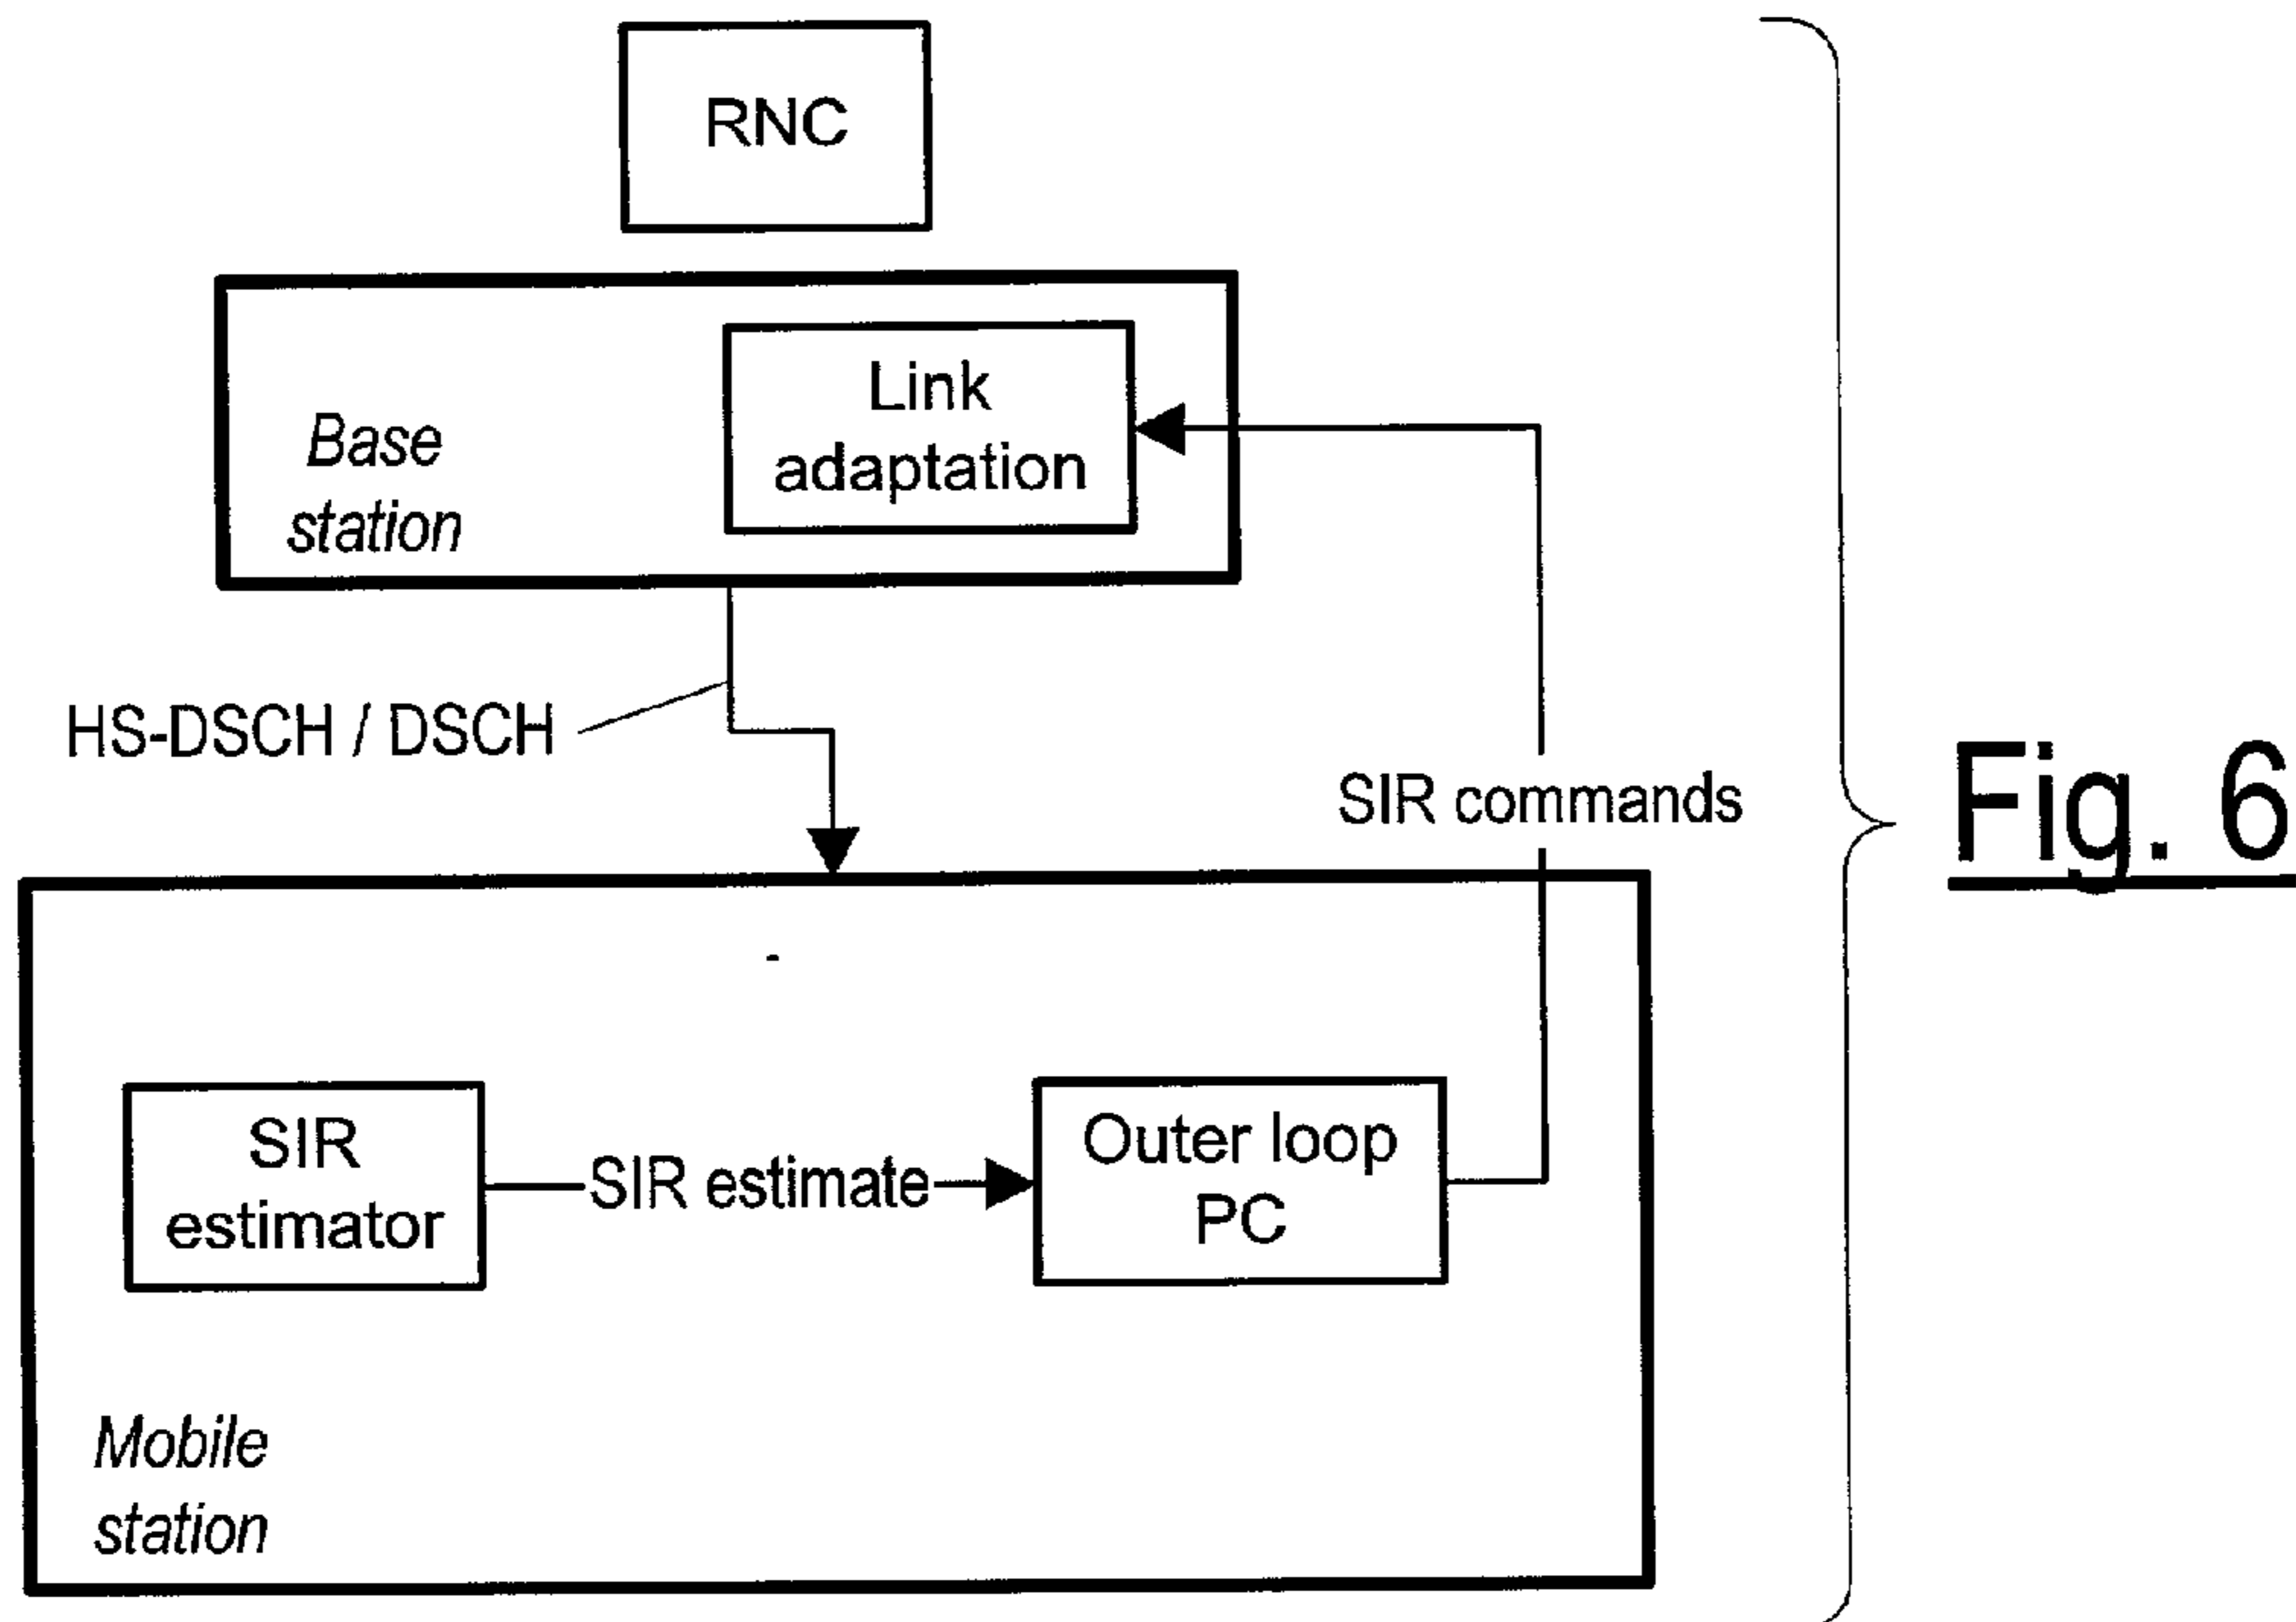 RNC
Link
adaptation
Base
station
HS-DSCH / DSCH
SIR commands
Fig. 6
SIR
estimator
SIR estimate
Outer loop
PC
Mobile
station